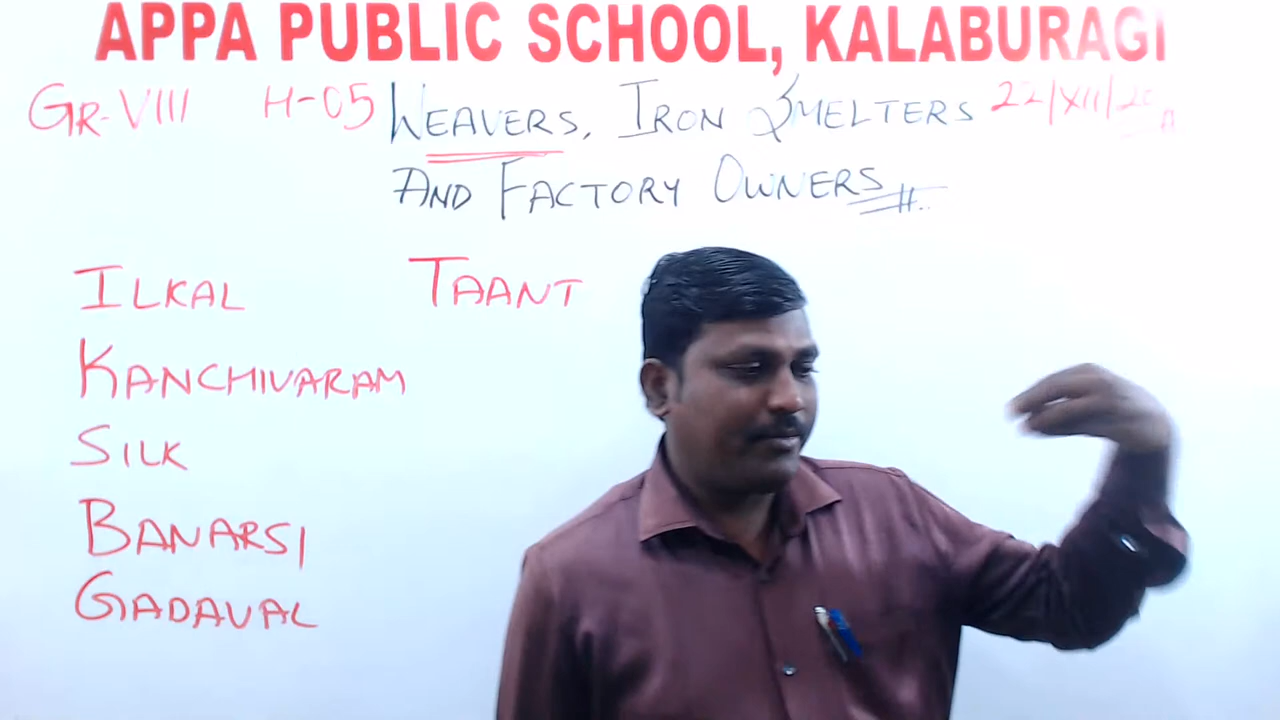 APPA PUBLIC SCHOOL, KALABURAGI
GR-VIII H-05 WEAVERS, IRON SMELTERS 22/XII/20
AND FACTORY OWNERS
ILKAL TAANT
KANCHIVARAM
SILK
BANARSI
GADAVAL